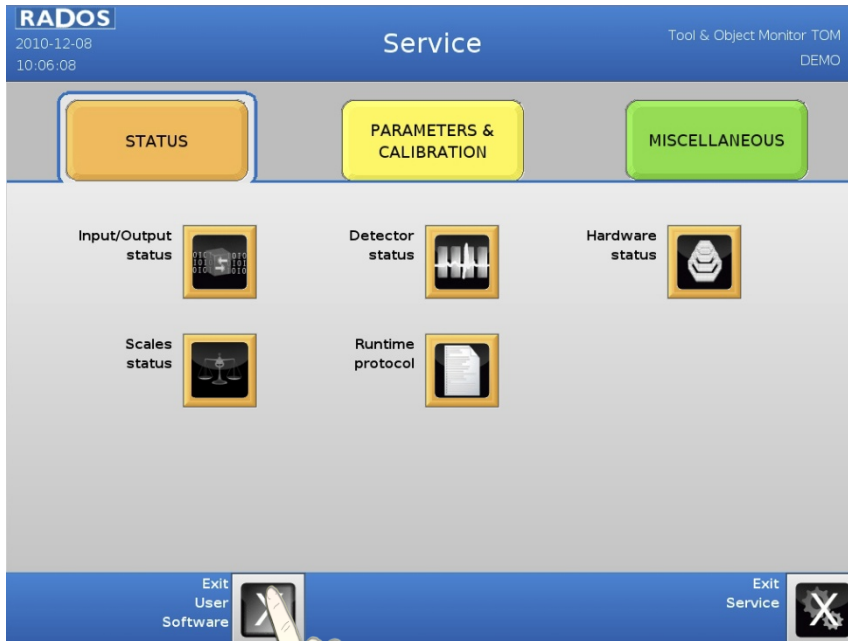 RADOS
2010-12-08
10:06:08
Service
Tool & Object Monitor TOM
DEMO
STATUS
PARAMETERS &
CALIBRATION
MISCELLANEOUS
Input/Output
status
Detector
status
Hardware
status
Scales
status
Runtime
protocol
Exit
User
Software
X
Exit
Service
X